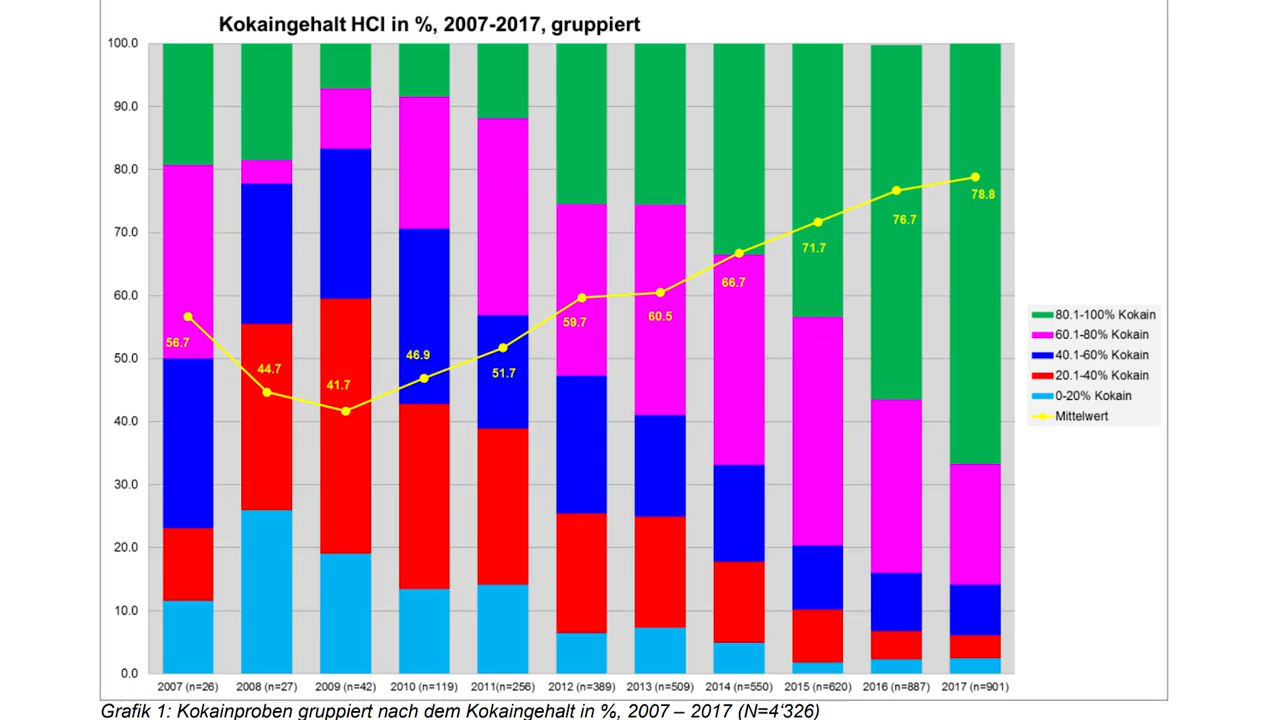 Kokaingehalt HCl in %, 2007-2017, gruppiert
100.0
90.0
80.0
70.0
60.0
50.0
40.0
30.0
20.0
10.0
0.0
56.7
44.7
41.7
46.9
51.7
59.7
60.5
66.7
71.7
76.7
78.8
2007 (n=26) 2008 (n=27) 2009 (n=42) 2010 (n=119) 2011(n=256) 2012 (n=389) 2013 (n=509) 2014 (n=550) 2015 (n=620) 2016 (n=887) 2017 (n=901)
80.1-100% Kokain
60.1-80% Kokain
40.1-60% Kokain
20.1-40% Kokain
0-20% Kokain
Mittelwert
Grafik 1: Kokainproben gruppiert nach dem Kokaingehalt in %, 2007 – 2017 (N=4‘326)